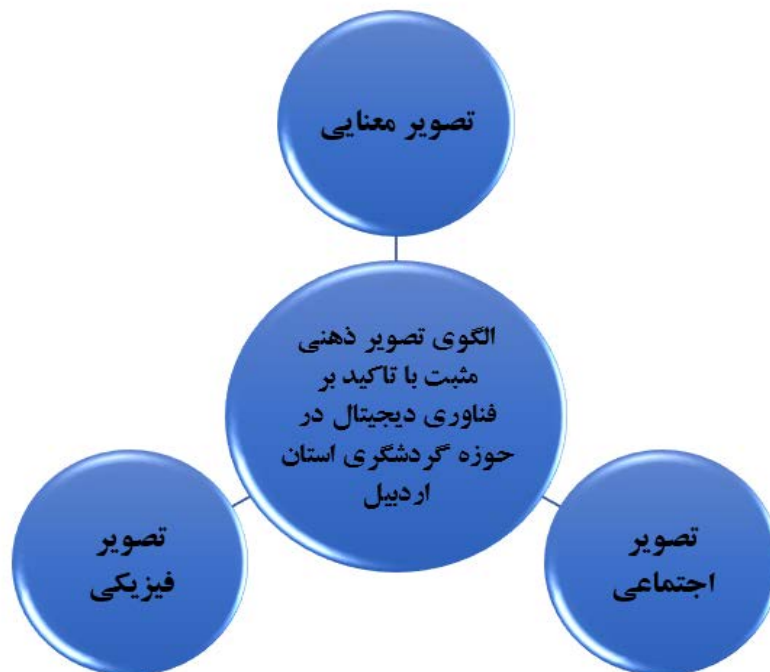 تصویر معنایی
الگوی تصویر ذهنی
مثبت با تاکید بر
فناوری دیجیتال در
حوزه گردشگری استان
اردبیل
تصویر
اجتماعی
تصویر
فیزیکی